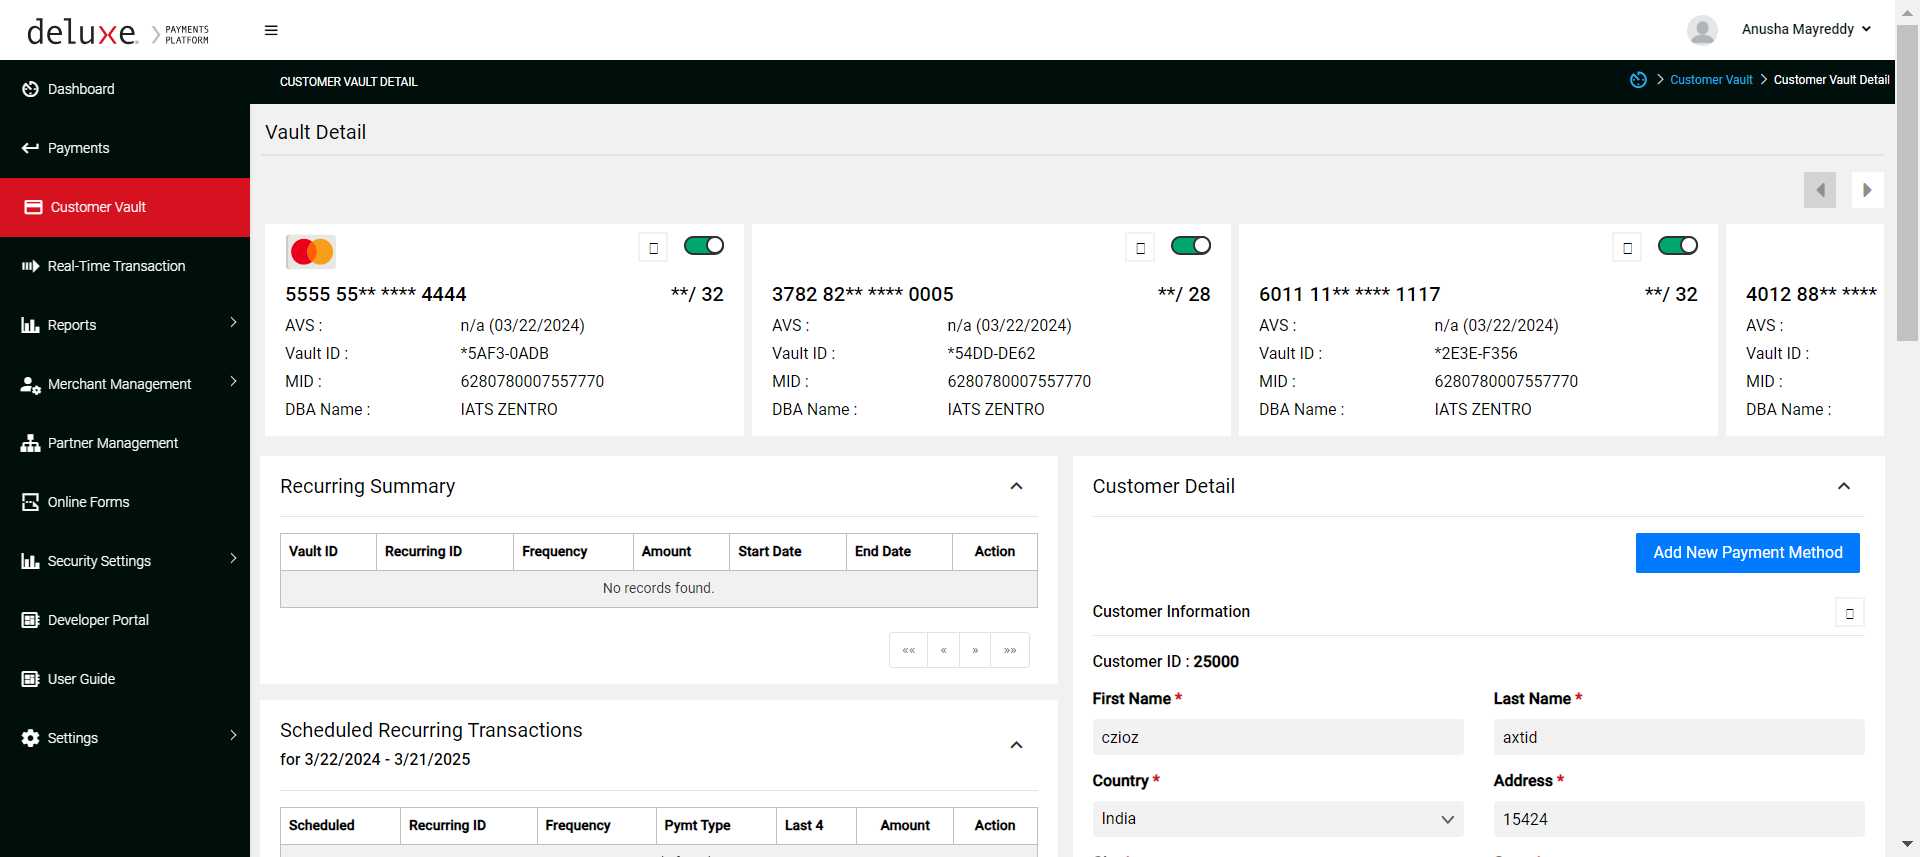 deluxe. PAYMENTS PLATFORM
Anusha Mayreddy
CUSTOMER VAULT DETAIL
Customer Vault
Customer Vault Detail
Dashboard
Payments
Customer Vault
Real-Time Transaction
Reports
Merchant Management
Partner Management
Online Forms
Security Settings
Developer Portal
User Guide
Settings
Vault Detail
5555 55** **** 4444 **/ 32
AVS : n/a (03/22/2024)
Vault ID : *5AF3-0ADB
MID : 6280780007557770
DBA Name : IATS ZENTRO
3782 82** **** 0005 **/ 28
AVS : n/a (03/22/2024)
Vault ID : *54DD-DE62
MID : 6280780007557770
DBA Name : IATS ZENTRO
6011 11** **** 1117 **/ 32
AVS : n/a (03/22/2024)
Vault ID : *2E3E-F356
MID : 6280780007557770
DBA Name : IATS ZENTRO
4012 88** ****
AVS :
Vault ID :
MID :
DBA Name :
Recurring Summary
Vault ID Recurring ID Frequency Amount Start Date End Date Action
No records found.
«« « » »»
Scheduled Recurring Transactions
for 3/22/2024 - 3/21/2025
Scheduled Recurring ID Frequency Pymt Type Last 4 Amount Action
Customer Detail
Add New Payment Method
Customer Information
Customer ID : 25000
First Name * Last Name *
czioz axtid
Country * Address *
India 15424